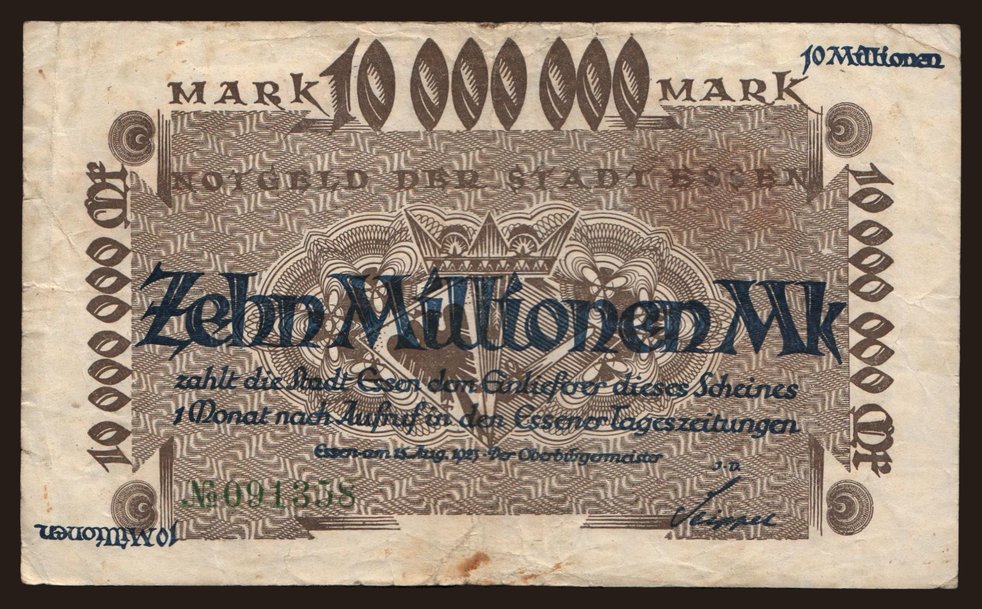 10 Millionen
MARK 10 000 000 MARK
NOTGELD DER STADT ESSEN
10 000 000 Mk
10 000 000 Mk
Zehn Millionen Mk
zahlt die Stadt Essen dem Einlieferer dieses Scheines
1 Monat nach Aufruf in den Essener Tageszeitungen
Essen-am 15. Aug. 1923 · Der Oberbürgermeister
J.V.
№ 091358
10 Millionen